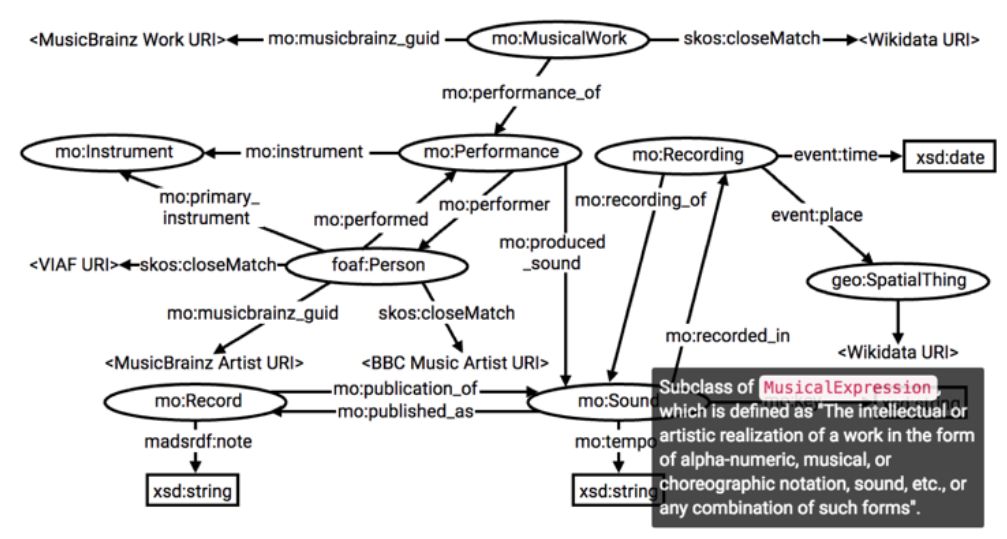 <MusicBrainz Work URI> mo:musicbrainz_guid mo:MusicalWork skos:closeMatch <Wikidata URI>
mo:performance_of
mo:Instrument mo:instrument mo:Performance mo:Recording event:time xsd:date
mo:primary_
instrument
mo:performed mo:performer mo:recording_of
event:place
mo:produced
_sound
<VIAF URI> skos:closeMatch foaf:Person
geo:SpatialThing
mo:musicbrainz_guid skos:closeMatch
mo:recorded_in
<Wikidata URI>
<MusicBrainz Artist URI> <BBC Music Artist URI>
mo:Record mo:publication_of mo:Sound
mo:published_as
madsrdf:note mo:tempo
xsd:string xsd:string
Subclass of MusicalExpression
which is defined as "The intellectual or
artistic realization of a work in the form
of alpha-numeric, musical, or
choreographic notation, sound, etc., or
any combination of such forms".